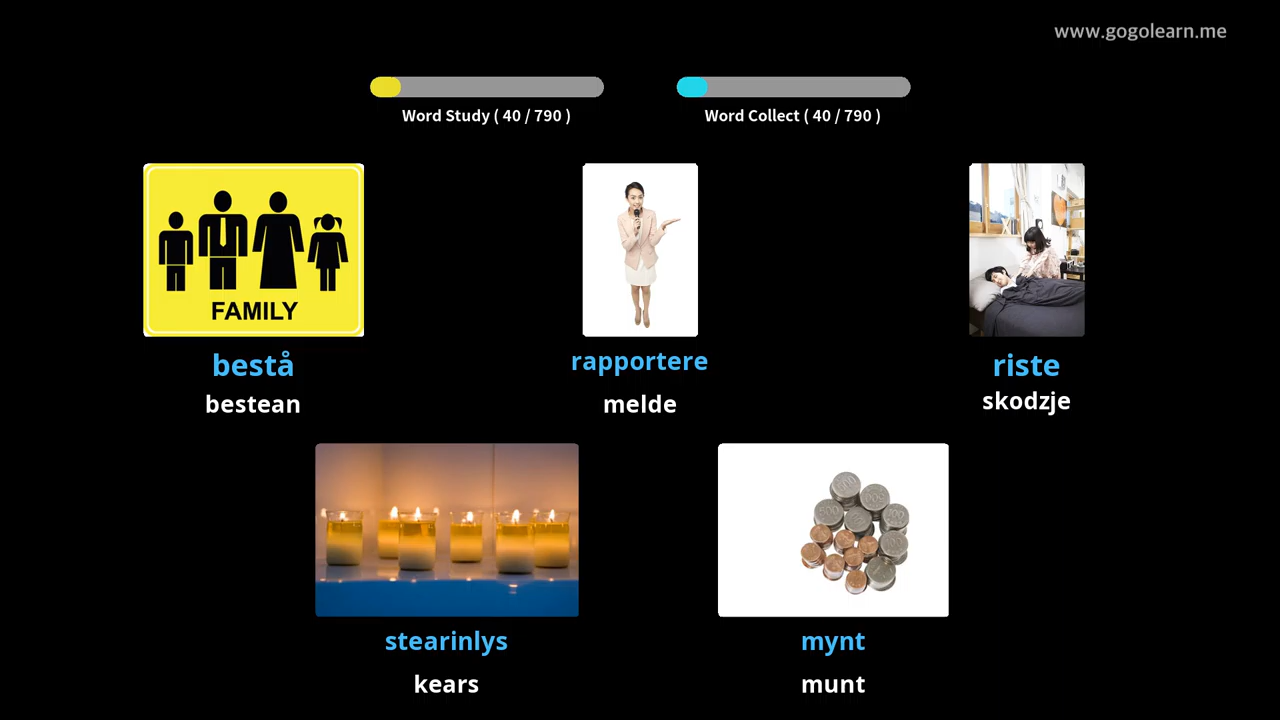 www.gogolearn.me
Word Study ( 40 / 790 )
Word Collect ( 40 / 790 )
FAMILY
bestå
bestean
rapportere
melde
riste
skodzje
stearinlys
kears
mynt
munt